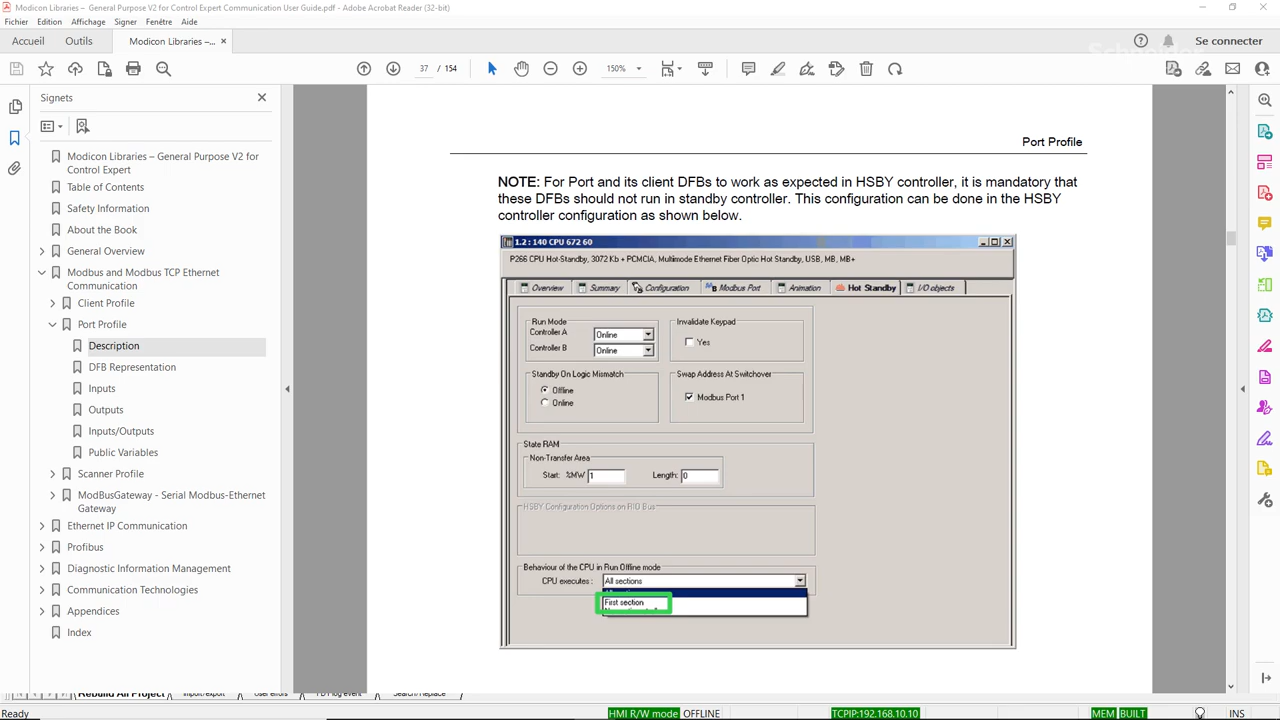 Modicon Libraries – General Purpose V2 for Control Expert Communication User Guide.pdf - Adobe Acrobat Reader (32-bit)
Fichier Edition Affichage Signer Fenêtre Aide
Accueil Outils Modicon Libraries –... × Se connecter
37 / 154 150%
Signets
Modicon Libraries – General Purpose V2 for
Control Expert
Table of Contents
Safety Information
About the Book
General Overview
Modbus and Modbus TCP Ethernet
Communication
Client Profile
Port Profile
Description
DFB Representation
Inputs
Outputs
Inputs/Outputs
Public Variables
Scanner Profile
ModBusGateway - Serial Modbus-Ethernet
Gateway
Ethernet IP Communication
Profibus
Diagnostic Information Management
Communication Technologies
Appendices
Index
Port Profile
NOTE: For Port and its client DFBs to work as expected in HSBY controller, it is mandatory that
these DFBs should not run in standby controller. This configuration can be done in the HSBY
controller configuration as shown below.
1.2 : 140 CPU 672 60
P266 CPU Hot-Standby, 3072 Kb + PCMCIA, Multimode Ethernet Fiber Optic Hot Standby, USB, MB, MB+
Overview Summary Configuration Modbus Port Animation Hot Standby I/O objects
Run Mode
Controller A Online
Controller B Online
Invalidate Keypad
Yes
Standby On Logic Mismatch
Offline
Online
Swap Address At Switchover
Modbus Port 1
State RAM
Non-Transfer Area
Start: %MW 1 Length: 0
HSBY Configuration Options on RIO Bus
Behaviour of the CPU in Run Offline mode
CPU executes : All sections
First section
Rebuild All Project Import/export User errors FDT log event Search/Replace
Ready HMI R/W mode OFFLINE TCPIP:192.168.10.10 MEM BUILT INS